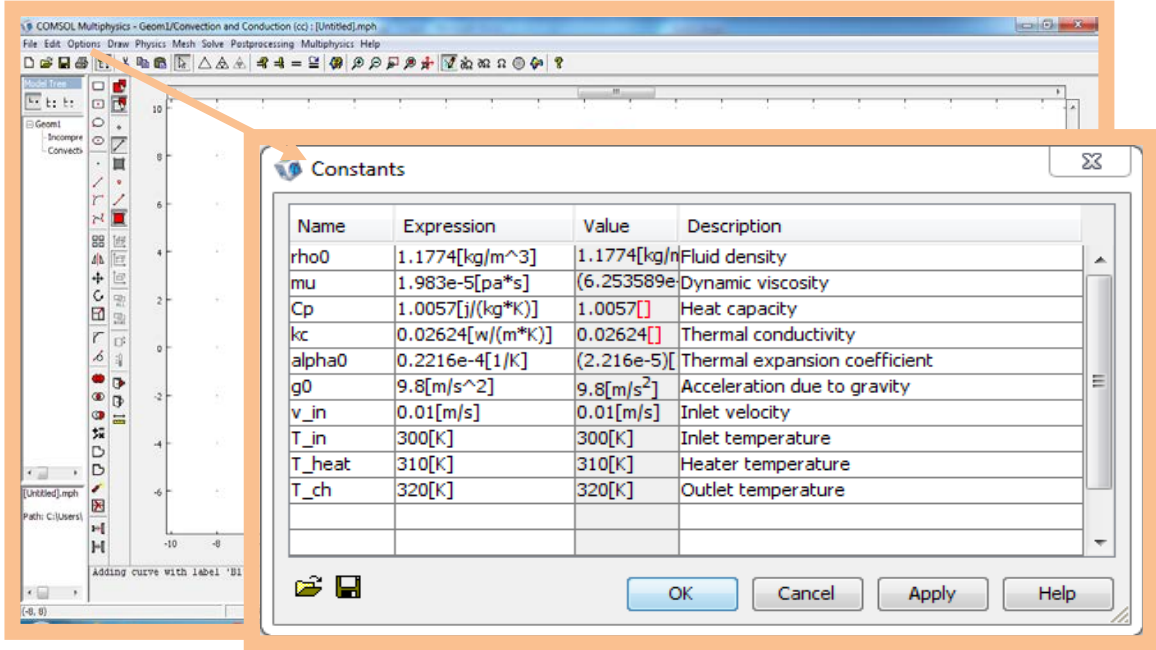 COMSOL Multiphysics - Geom1/Convection and Conduction (cc) : [Untitled].mph
File Edit Options Draw Physics Mesh Solve Postprocessing Multiphysics Help
Model Tree
Geom1
Incompre
Convecti
10
8
6
4
2
0
-2
-4
-6
-10 -8
[Untitled].mph
Path: C:\Users\
Adding curve with label 'B1
(-8, 8)
Constants
Name Expression Value Description
rho0 1.1774[kg/m^3] 1.1774[kg/n Fluid density
mu 1.983e-5[pa*s] (6.253589e- Dynamic viscosity
Cp 1.0057[j/(kg*K)] 1.0057[] Heat capacity
kc 0.02624[w/(m*K)] 0.02624[] Thermal conductivity
alpha0 0.2216e-4[1/K] (2.216e-5)[ Thermal expansion coefficient
g0 9.8[m/s^2] 9.8[m/s²] Acceleration due to gravity
v_in 0.01[m/s] 0.01[m/s] Inlet velocity
T_in 300[K] 300[K] Inlet temperature
T_heat 310[K] 310[K] Heater temperature
T_ch 320[K] 320[K] Outlet temperature
OK Cancel Apply Help